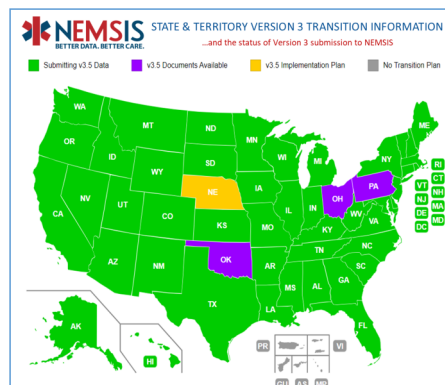 NEMSIS STATE & TERRITORY VERSION 3 TRANSITION INFORMATION
BETTER DATA. BETTER CARE.
...and the status of Version 3 submission to NEMSIS
Submitting v3.5 Data v3.5 Documents Available v3.5 Implementation Plan No Transition Plan
WA
MT
ND
MN
ME
OR
ID
SD
WI
MI
NY
WY
RI
NE
IA
OH
PA
CT
VT
NH
NV
UT
IL
IN
NJ
MA
CA
CO
KS
MO
KY
WV
VA
DE
MD
DC
TN
NC
AZ
NM
OK
AR
SC
MS
AL
GA
TX
LA
FL
AK
HI
PR
VI
GU AS MP